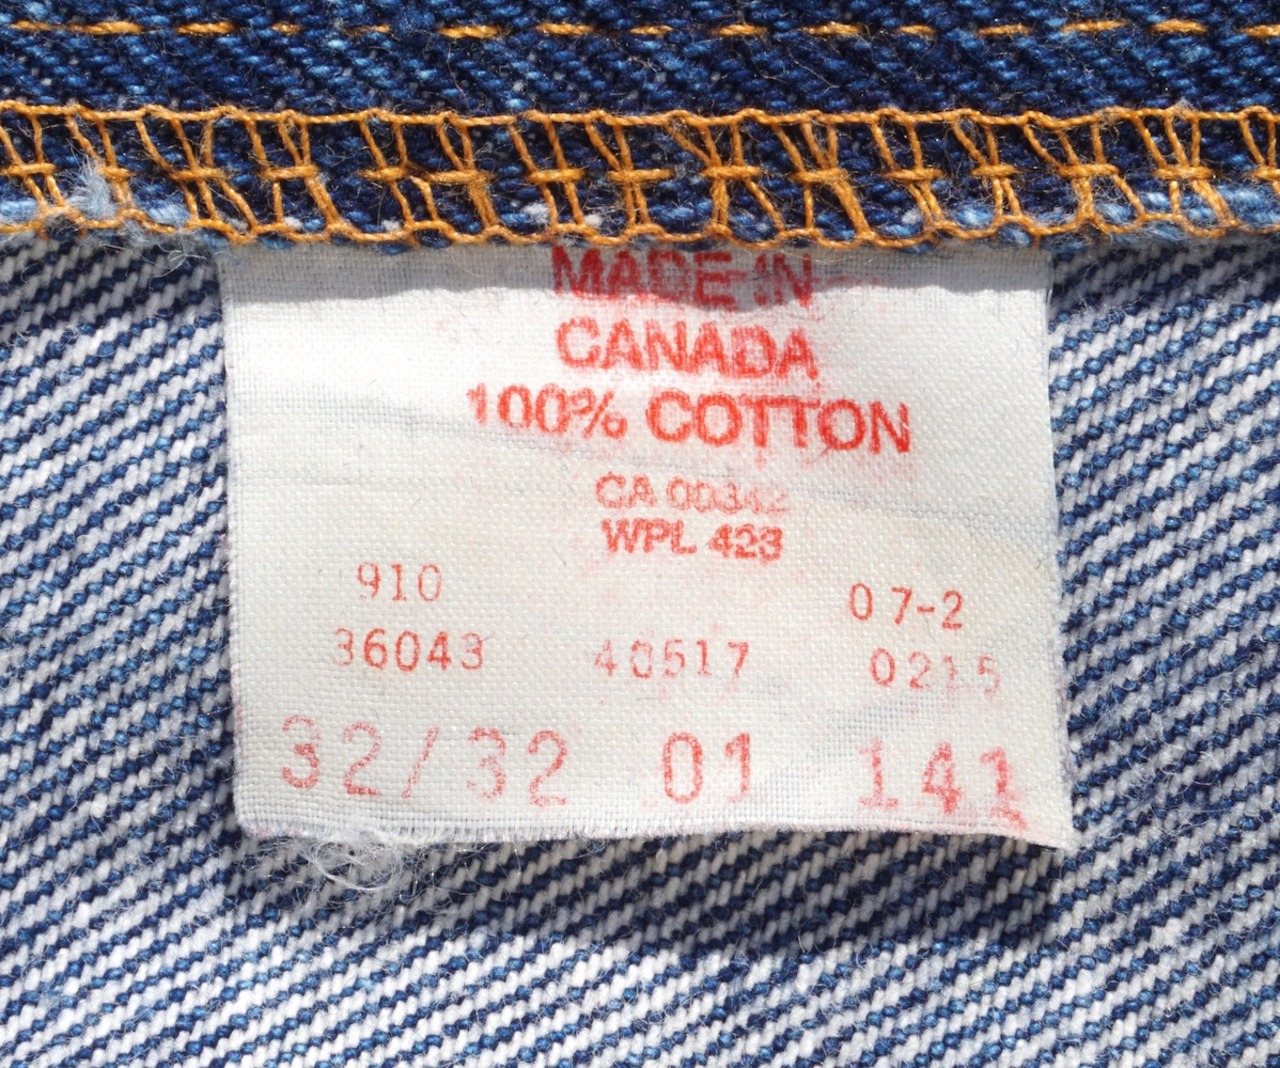 MADE IN
CANADA
100% COTTON
CA 00342
WPL 423
910 07-2
36043 40517 0215
32/32 01 141